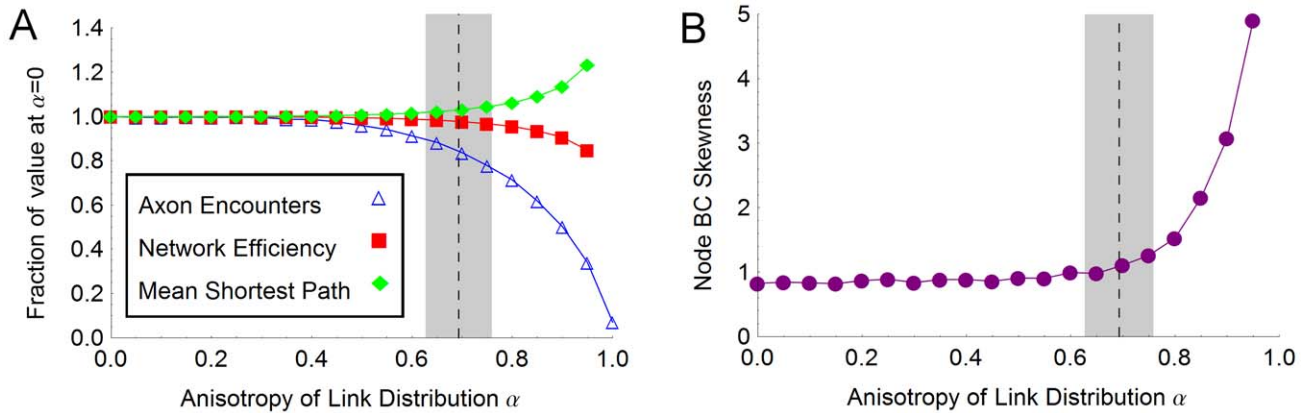 A
Fraction of value at α=0
1.4
1.2
1.0
0.8
0.6
0.4
0.2
0.0
Axon Encounters
Network Efficiency
Mean Shortest Path
0.0 0.2 0.4 0.6 0.8 1.0
Anisotropy of Link Distribution α
B
Node BC Skewness
5
4
3
2
1
0
0.0 0.2 0.4 0.6 0.8 1.0
Anisotropy of Link Distribution α